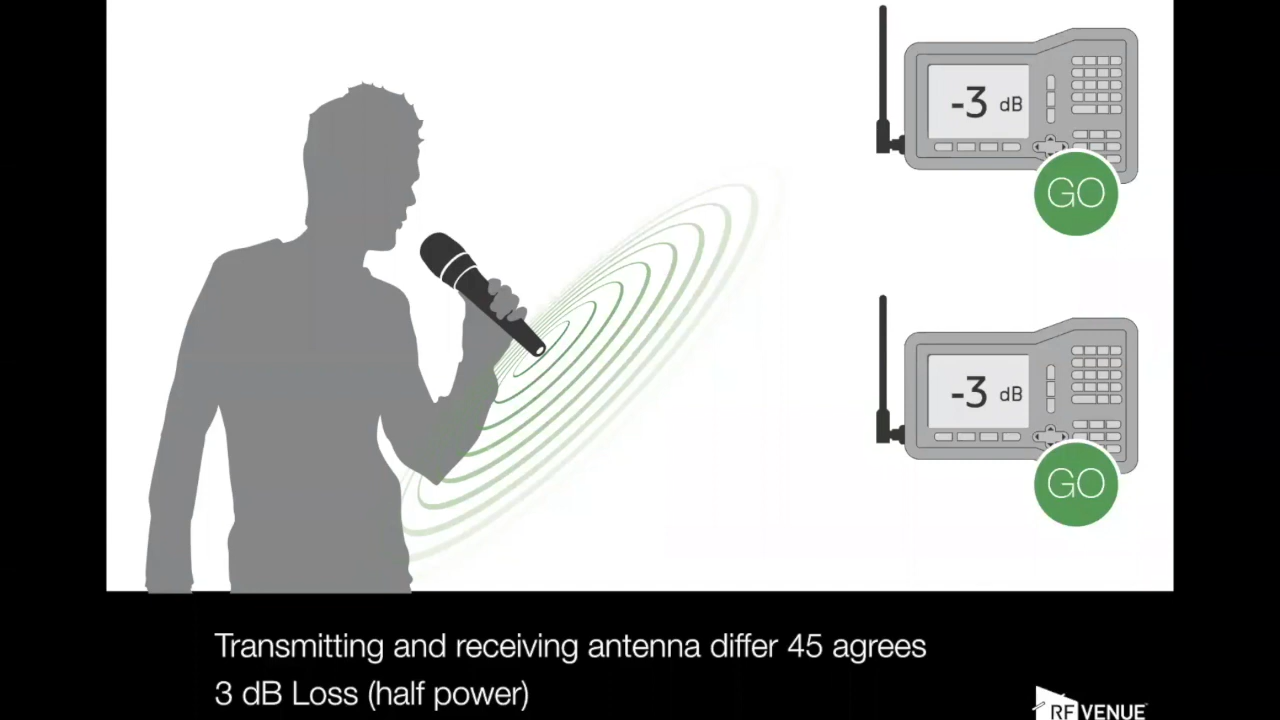 -3 dB
GO
-3 dB
GO
Transmitting and receiving antenna differ 45 agrees
3 dB Loss (half power)
RF VENUE